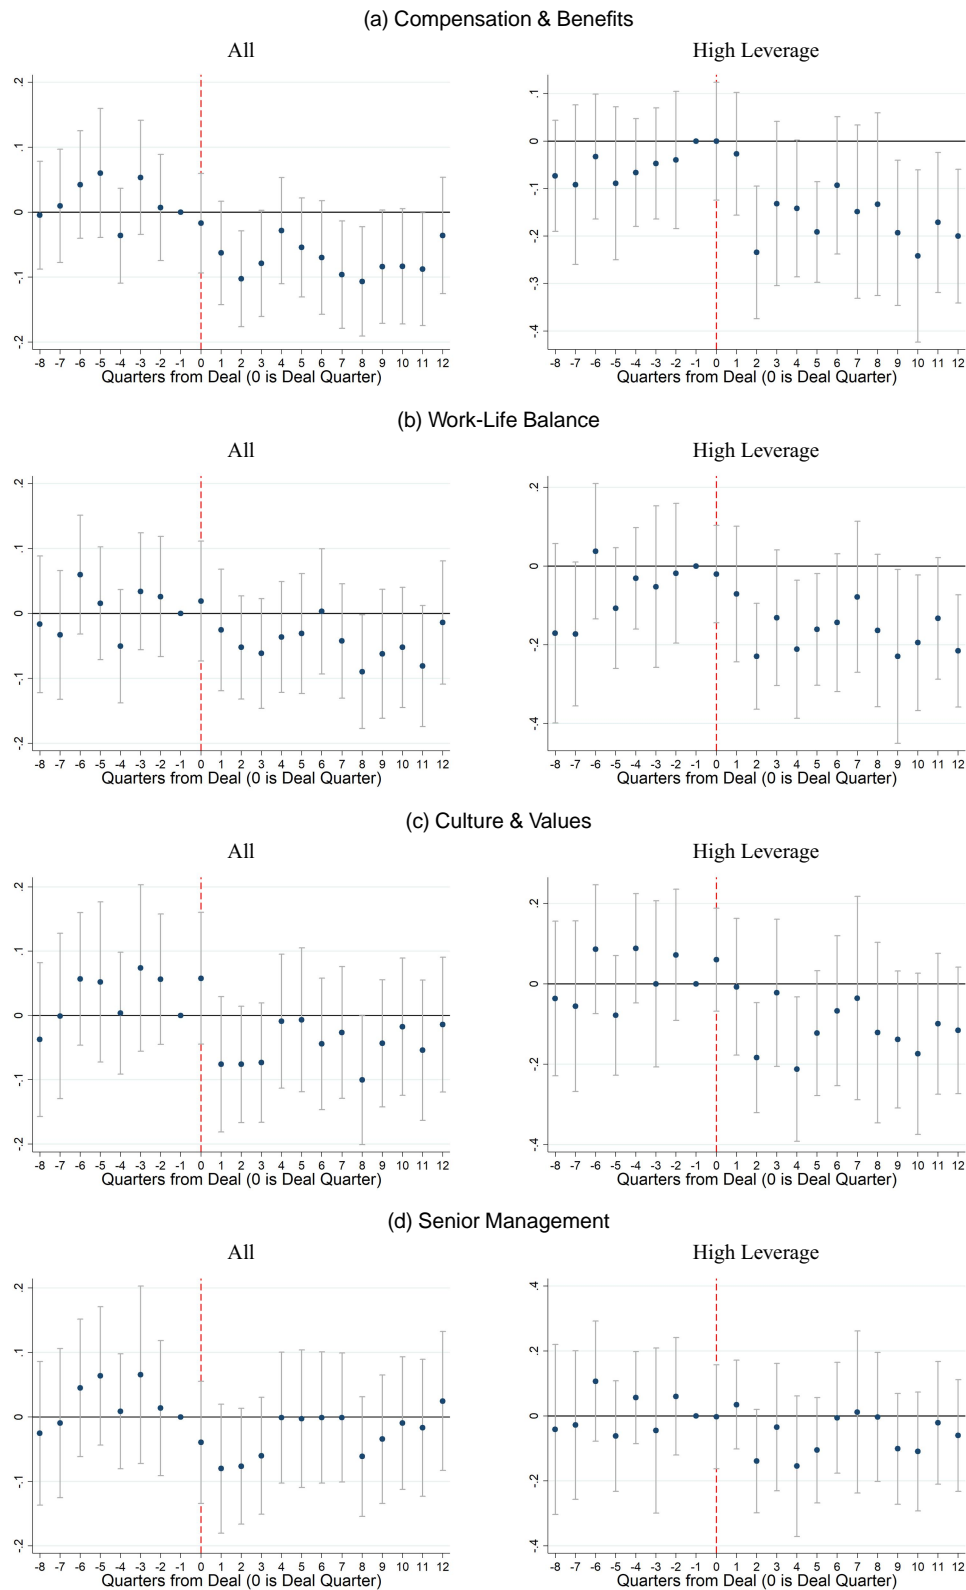 (a) Compensation & Benefits
All
High Leverage
.2
.1
0
-.1
-.2
-8 -7 -6 -5 -4 -3 -2 -1 0 1 2 3 4 5 6 7 8 9 10 11 12
Quarters from Deal (0 is Deal Quarter)
.1
0
-.1
-.2
-.3
-.4
-8 -7 -6 -5 -4 -3 -2 -1 0 1 2 3 4 5 6 7 8 9 10 11 12
Quarters from Deal (0 is Deal Quarter)
(b) Work-Life Balance
All
High Leverage
.2
.1
0
-.1
-.2
-8 -7 -6 -5 -4 -3 -2 -1 0 1 2 3 4 5 6 7 8 9 10 11 12
Quarters from Deal (0 is Deal Quarter)
.2
0
-.2
-.4
-8 -7 -6 -5 -4 -3 -2 -1 0 1 2 3 4 5 6 7 8 9 10 11 12
Quarters from Deal (0 is Deal Quarter)
(c) Culture & Values
All
High Leverage
.2
.1
0
-.1
-.2
-8 -7 -6 -5 -4 -3 -2 -1 0 1 2 3 4 5 6 7 8 9 10 11 12
Quarters from Deal (0 is Deal Quarter)
.2
0
-.2
-.4
-8 -7 -6 -5 -4 -3 -2 -1 0 1 2 3 4 5 6 7 8 9 10 11 12
Quarters from Deal (0 is Deal Quarter)
(d) Senior Management
All
High Leverage
.2
.1
0
-.1
-.2
-8 -7 -6 -5 -4 -3 -2 -1 0 1 2 3 4 5 6 7 8 9 10 11 12
Quarters from Deal (0 is Deal Quarter)
.4
.2
0
-.2
-.4
-8 -7 -6 -5 -4 -3 -2 -1 0 1 2 3 4 5 6 7 8 9 10 11 12
Quarters from Deal (0 is Deal Quarter)